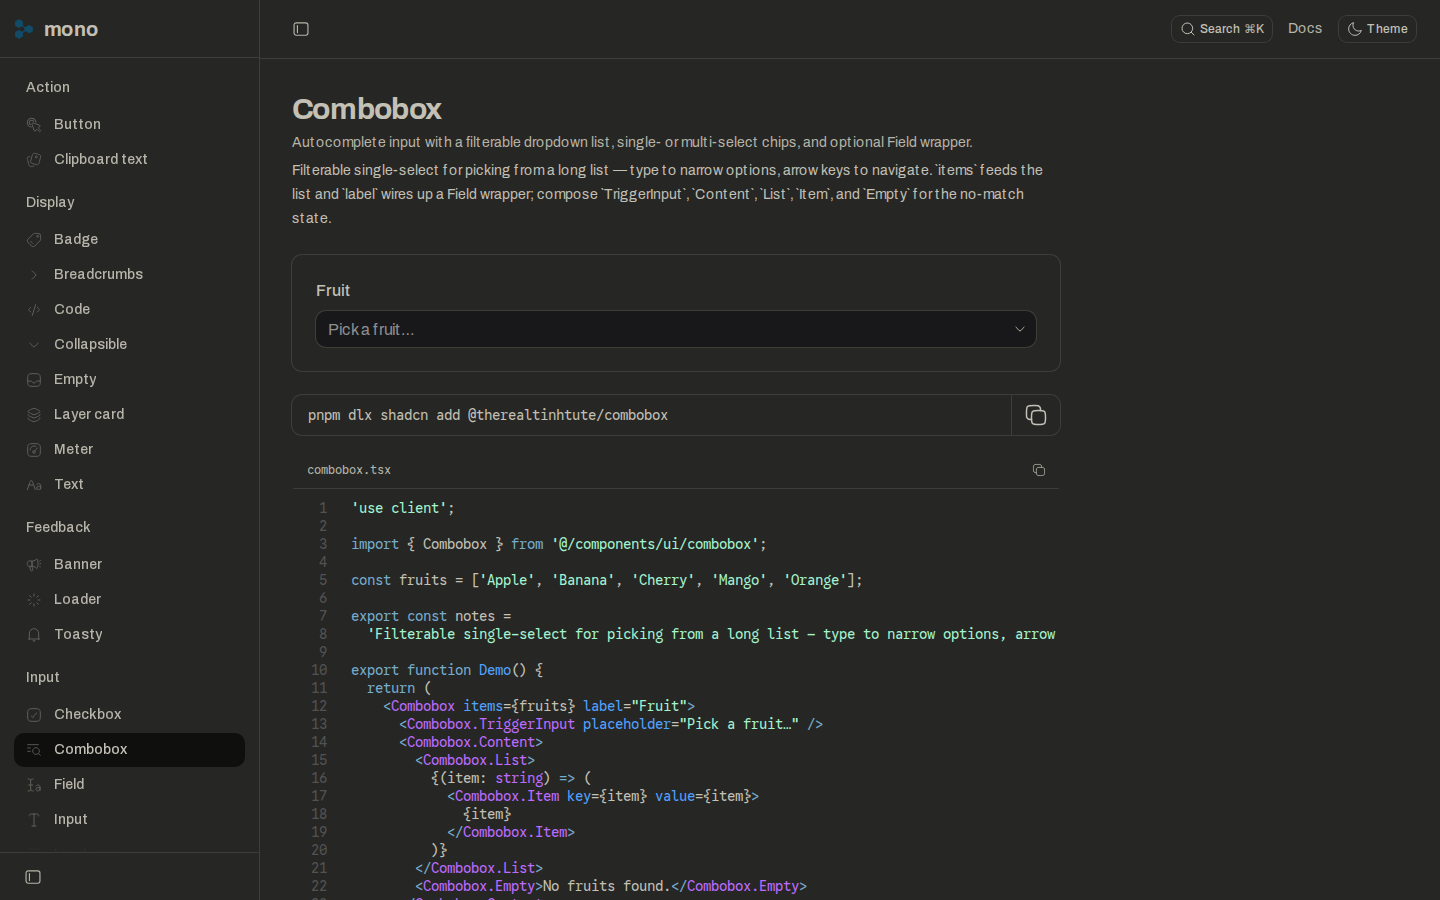 mono
Search ⌘K
Docs
Theme
Action
Button
Clipboard text
Display
Badge
Breadcrumbs
Code
Collapsible
Empty
Layer card
Meter
Text
Feedback
Banner
Loader
Toasty
Input
Checkbox
Combobox
Field
Input
Combobox
Autocomplete input with a filterable dropdown list, single- or multi-select chips, and optional Field wrapper.
Filterable single-select for picking from a long list — type to narrow options, arrow keys to navigate. `items` feeds the
list and `label` wires up a Field wrapper; compose `TriggerInput`, `Content`, `List`, `Item`, and `Empty` for the no-match
state.
Fruit
Pick a fruit…
pnpm dlx shadcn add @therealtinhtute/combobox
combobox.tsx
1 'use client';
2
3 import { Combobox } from '@/components/ui/combobox';
4
5 const fruits = ['Apple', 'Banana', 'Cherry', 'Mango', 'Orange'];
6
7 export const notes =
8 'Filterable single-select for picking from a long list — type to narrow options, arrow
9
10 export function Demo() {
11 return (
12 <Combobox items={fruits} label="Fruit">
13 <Combobox.TriggerInput placeholder="Pick a fruit…" />
14 <Combobox.Content>
15 <Combobox.List>
16 {(item: string) => (
17 <Combobox.Item key={item} value={item}>
18 {item}
19 </Combobox.Item>
20 )}
21 </Combobox.List>
22 <Combobox.Empty>No fruits found.</Combobox.Empty>